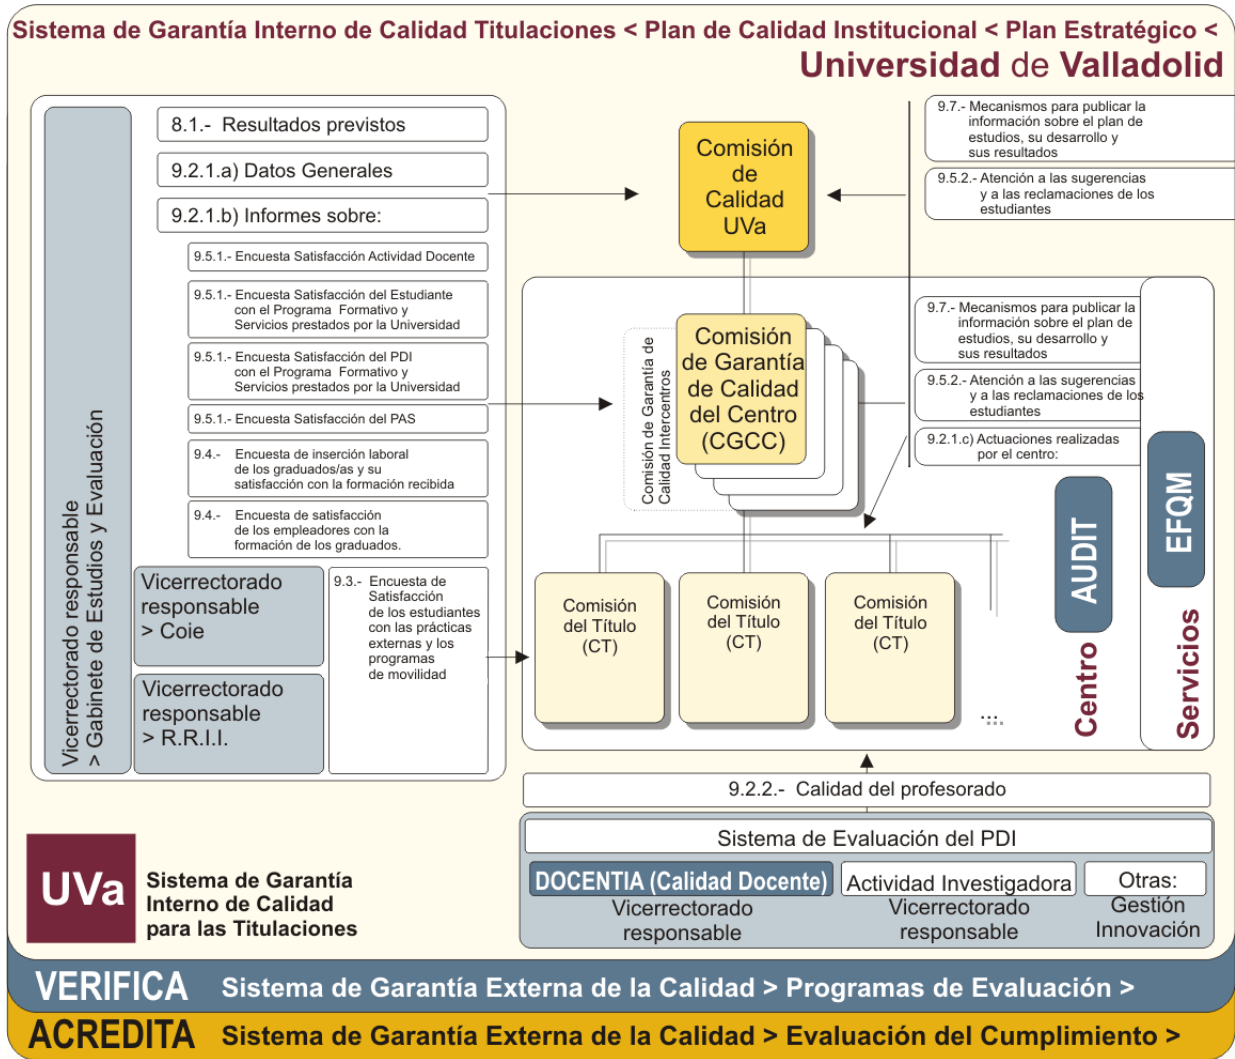 Sistema de Garantía Interno de Calidad Titulaciones < Plan de Calidad Institucional < Plan Estratégico <
Universidad de Valladolid
Vicerrectorado responsable
> Gabinete de Estudios y Evaluación
8.1.- Resultados previstos
9.2.1.a) Datos Generales
9.2.1.b) Informes sobre:
9.5.1.- Encuesta Satisfacción Actividad Docente
9.5.1.- Encuesta Satisfacción del Estudiante
con el Programa Formativo y
Servicios prestados por la Universidad
9.5.1.- Encuesta Satisfacción del PDI
con el Programa Formativo y
Servicios prestados por la Universidad
9.5.1.- Encuesta Satisfacción del PAS
9.4.- Encuesta de inserción laboral
de los graduados/as y su
satisfacción con la formación recibida
9.4.- Encuesta de satisfacción
de los empleadores con la
formación de los graduados.
Vicerrectorado
responsable
> Coie
Vicerrectorado
responsable
> R.R.I.I.
9.3.- Encuesta de
Satisfacción
de los estudiantes
con las prácticas
externas y los
programas
de movilidad
Comisión
de
Calidad
UVa
9.7.- Mecanismos para publicar la
información sobre el plan de
estudios, su desarrollo y
sus resultados
9.5.2.- Atención a las sugerencias
y a las reclamaciones de los
estudiantes
Comisión de Garantía de
Calidad Intercentros
Comisión
de Garantía
de Calidad
del Centro
(CGCC)
9.7.- Mecanismos para publicar la
información sobre el plan de
estudios, su desarrollo y
sus resultados
9.5.2.- Atención a las sugerencias
y a las reclamaciones de los
estudiantes
9.2.1.c) Actuaciones realizadas
por el centro:
Comisión
del Título
(CT)
Comisión
del Título
(CT)
Comisión
del Título
(CT)
....
AUDIT
Centro
EFQM
Servicios
9.2.2.- Calidad del profesorado
Sistema de Evaluación del PDI
DOCENTIA (Calidad Docente)
Vicerrectorado
responsable
Actividad Investigadora
Vicerrectorado
responsable
Otras:
Gestión
Innovación
UVa
Sistema de Garantía
Interno de Calidad
para las Titulaciones
VERIFICA Sistema de Garantía Externa de la Calidad > Programas de Evaluación >
ACREDITA Sistema de Garantía Externa de la Calidad > Evaluación del Cumplimiento >